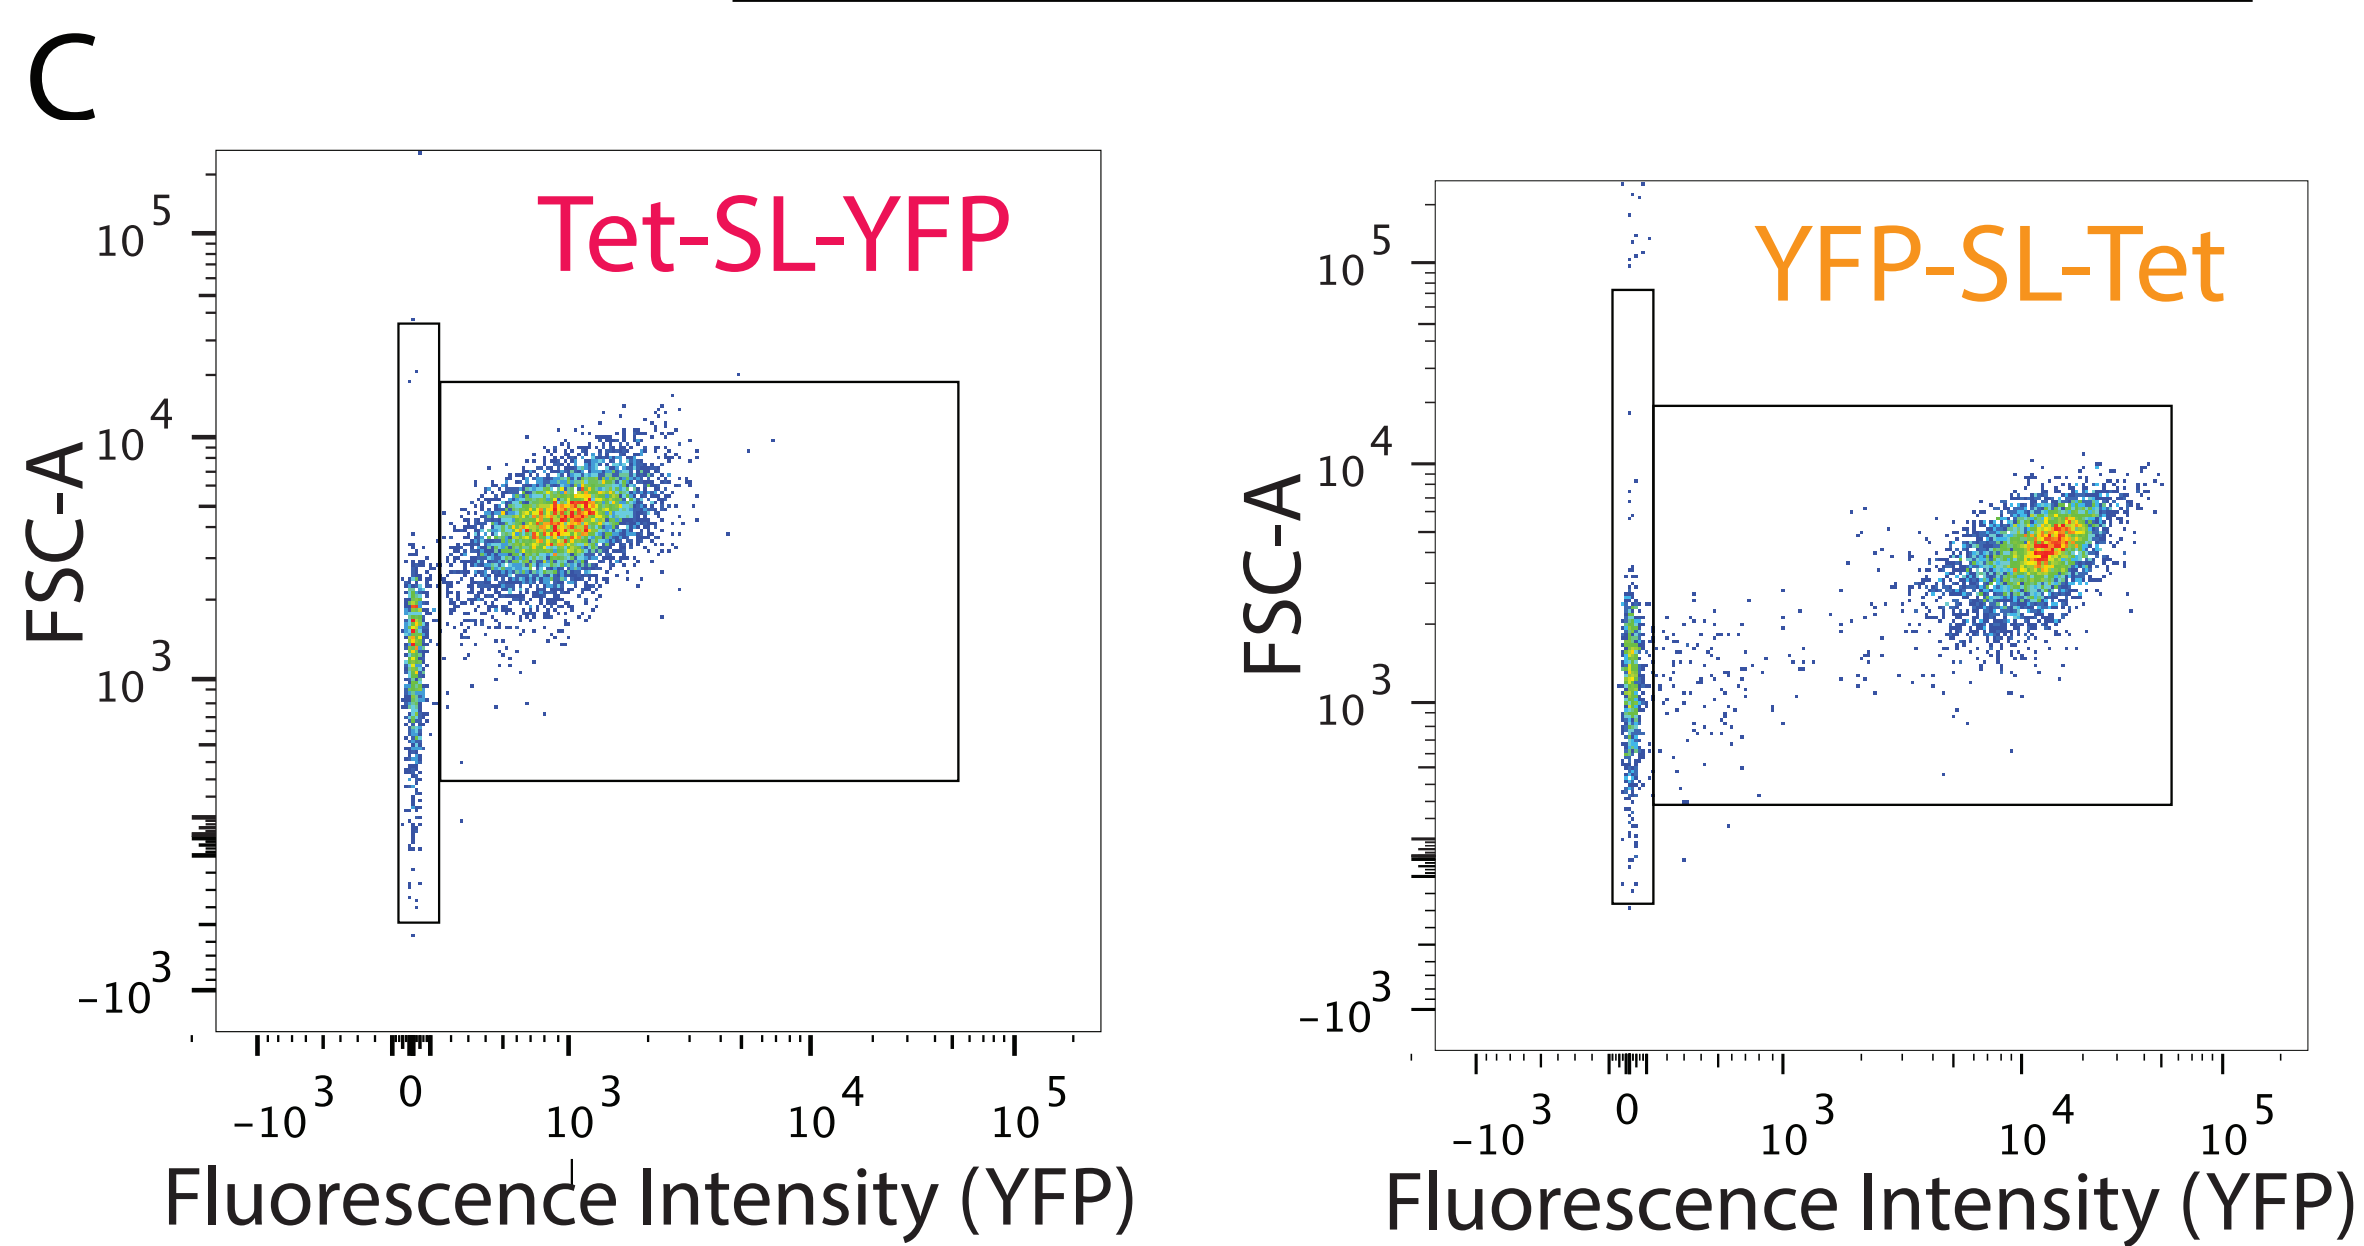 C
Tet-SL-YFP
FSC-A
10^5
10^4
10^3
-10^3
-10^3 0 10^3 10^4 10^5
Fluorescence Intensity (YFP)
YFP-SL-Tet
FSC-A
10^5
10^4
10^3
-10^3
-10^3 0 10^3 10^4 10^5
Fluorescence Intensity (YFP)